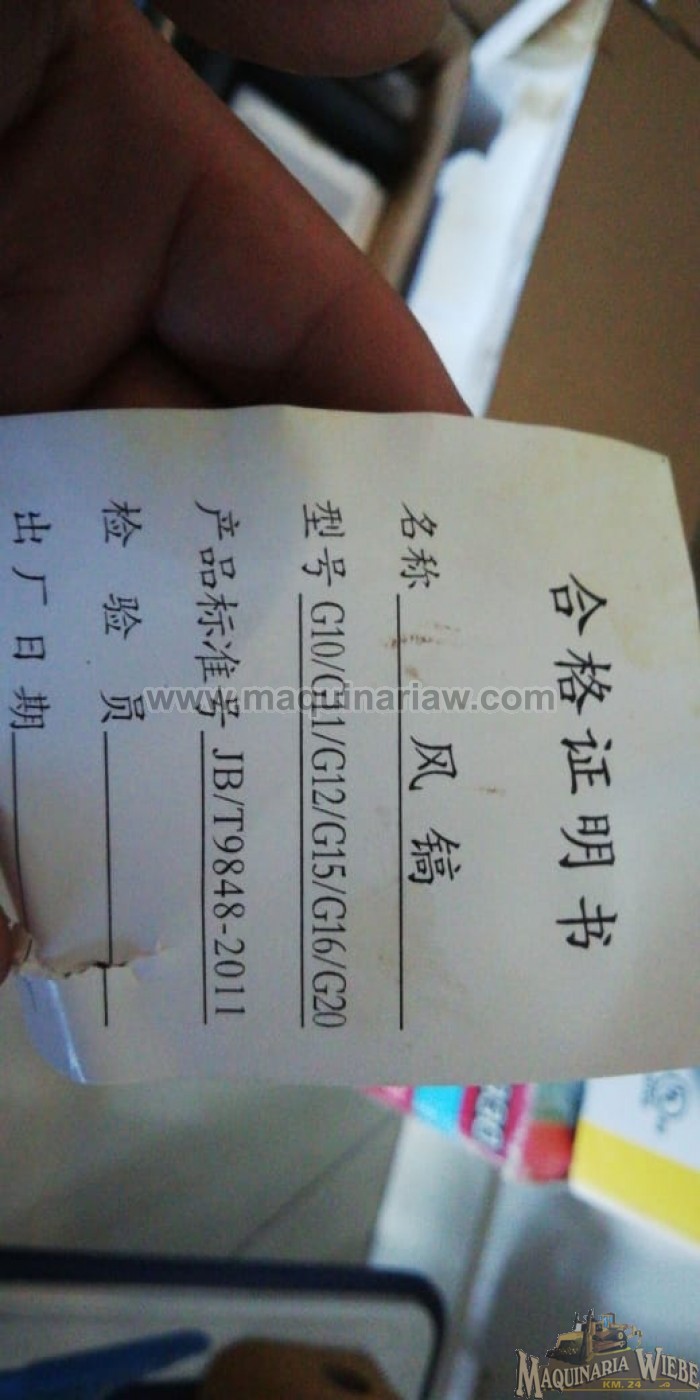 合格证明书
名称 风镐
型号 G10/G11/G12/G15/G16/G20
产品标准号 JB/T9848-2011
检验员
出厂日期
www.maquinariaw.com
MAQUINARIA WIEBE
KM. 24